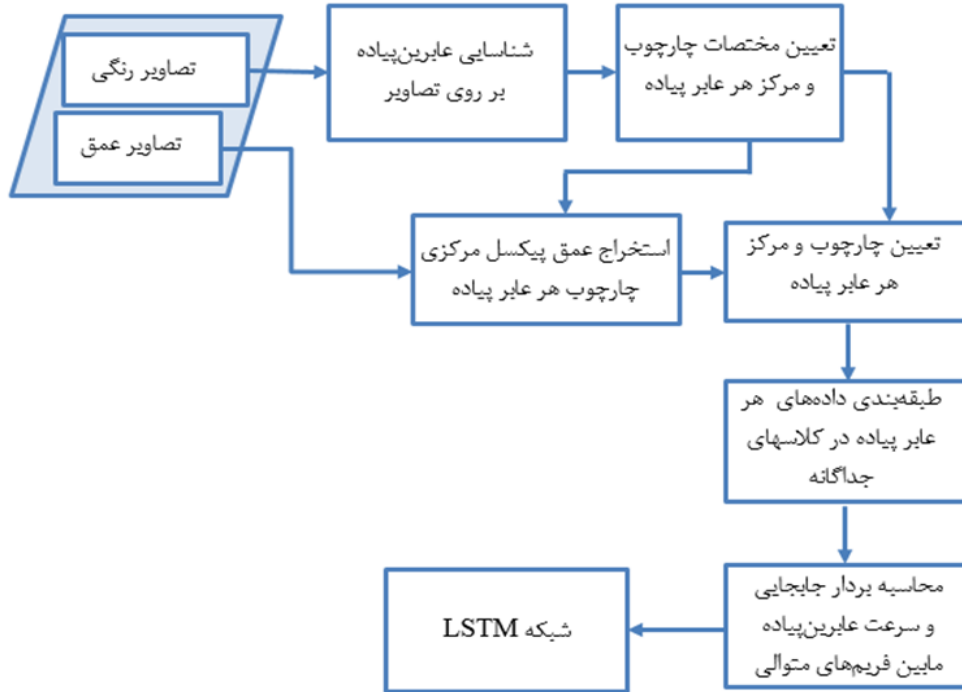 تصاویر رنگی
تصاویر عمق
شناسایی عابرین‌پیاده
بر روی تصاویر
تعیین مختصات چارچوب
و مرکز هر عابر پیاده
استخراج عمق پیکسل مرکزی
چارچوب هر عابر پیاده
تعیین چارچوب و مرکز
هر عابر پیاده
طبقه‌بندی داده‌های هر
عابر پیاده در کلاسهای
جداگانه
محاسبه بردار جابجایی
و سرعت عابرین‌پیاده
مابین فریم‌های متوالی
شبکه LSTM